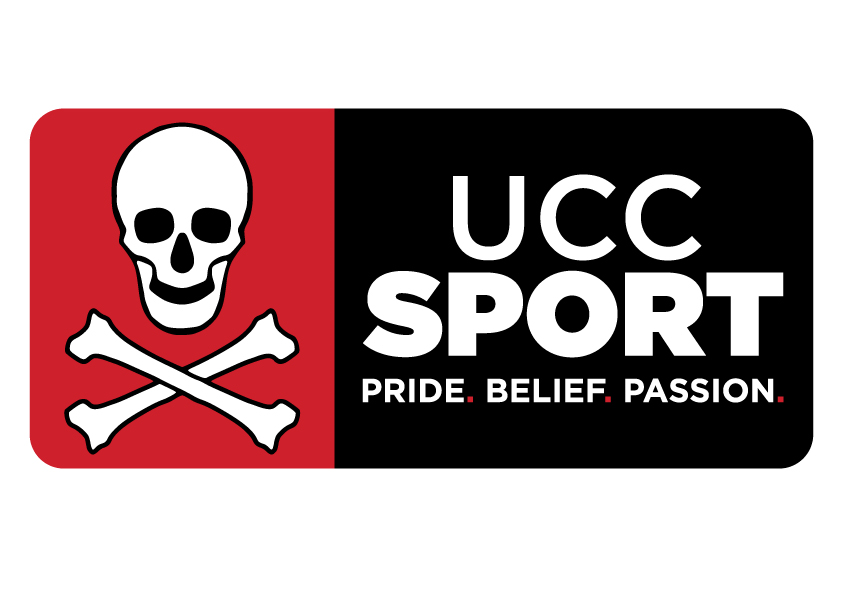 UCC
SPORT
PRIDE. BELIEF. PASSION.